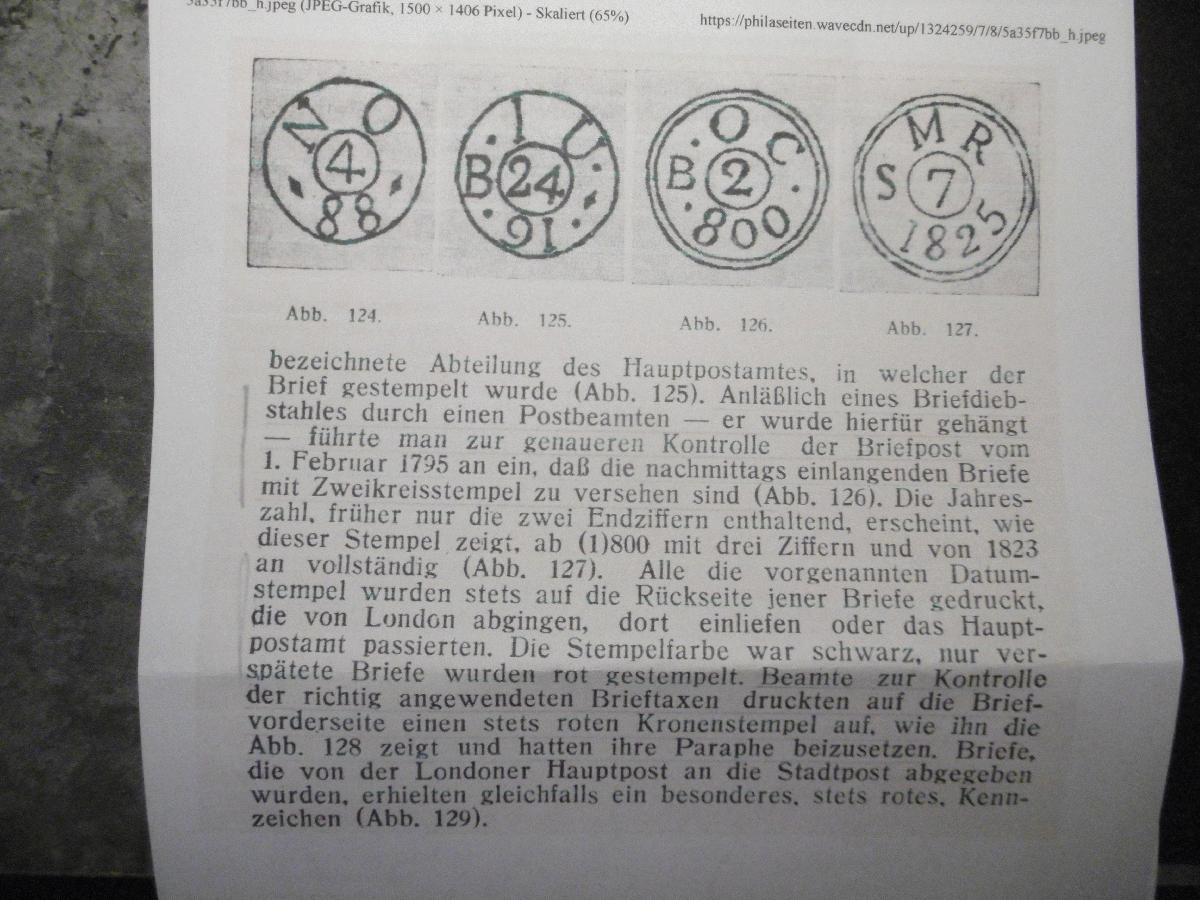 5a35f7bb_h.jpeg (JPEG-Grafik, 1500 × 1406 Pixel) - Skaliert (65%)
https://philaseiten.wavecdn.net/up/1324259/7/8/5a35f7bb_h.jpeg
N O
4
88
B I U
24
91
B O C
2
800
S M R
7
1825
Abb. 124.
Abb. 125.
Abb. 126.
Abb. 127.
bezeichnete Abteilung des Hauptpostamtes, in welcher der
Brief gestempelt wurde (Abb. 125). Anläßlich eines Briefdieb-
stahles durch einen Postbeamten — er wurde hierfür gehängt
— führte man zur genaueren Kontrolle der Briefpost vom
1. Februar 1795 an ein, daß die nachmittags einlangenden Briefe
mit Zweikreisstempel zu versehen sind (Abb. 126). Die Jahres-
zahl, früher nur die zwei Endziffern enthaltend, erscheint, wie
dieser Stempel zeigt, ab (1)800 mit drei Ziffern und von 1823
an vollständig (Abb. 127). Alle die vorgenannten Datum-
stempel wurden stets auf die Rückseite jener Briefe gedruckt,
die von London abgingen, dort einliefen oder das Haupt-
postamt passierten. Die Stempelfarbe war schwarz, nur ver-
spätete Briefe wurden rot gestempelt. Beamte zur Kontrolle
der richtig angewendeten Brieftaxen druckten auf die Brief-
vorderseite einen stets roten Kronenstempel auf, wie ihn die
Abb. 128 zeigt und hatten ihre Paraphe beizusetzen. Briefe,
die von der Londoner Hauptpost an die Stadtpost abgegeben
wurden, erhielten gleichfalls ein besonderes, stets rotes, Kenn-
zeichen (Abb. 129).